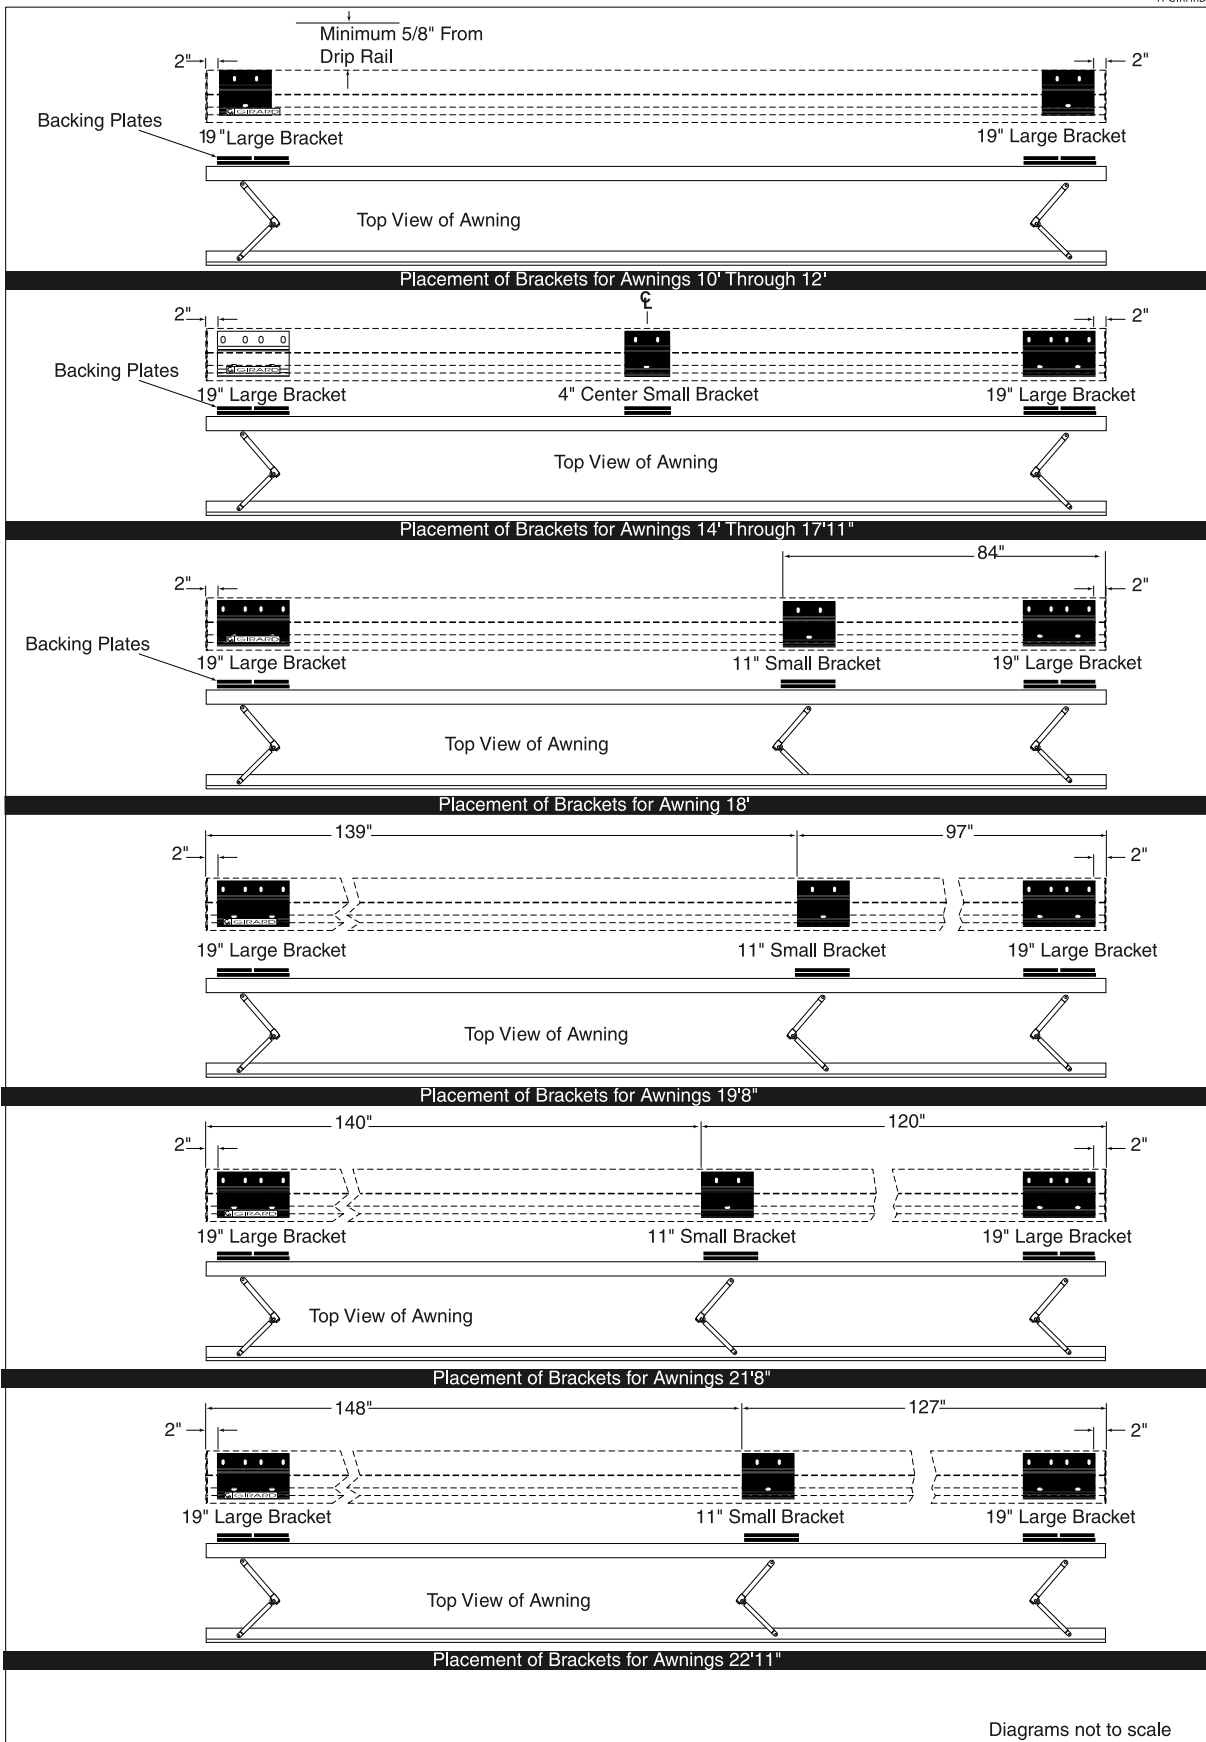 Minimum 5/8" From
Drip Rail
2"
2"
GIRARD
Backing Plates
19"Large Bracket
19" Large Bracket
Top View of Awning
Placement of Brackets for Awnings 10' Through 12'
℄
2"
2"
GIRARD
Backing Plates
19" Large Bracket
4" Center Small Bracket
19" Large Bracket
Top View of Awning
Placement of Brackets for Awnings 14' Through 17'11"
84"
2"
2"
GIRARD
Backing Plates
19" Large Bracket
11" Small Bracket
19" Large Bracket
Top View of Awning
Placement of Brackets for Awning 18'
139"
97"
2"
2"
GIRARD
19" Large Bracket
11" Small Bracket
19" Large Bracket
Top View of Awning
Placement of Brackets for Awnings 19'8"
140"
120"
2"
2"
GIRARD
19" Large Bracket
11" Small Bracket
19" Large Bracket
Top View of Awning
Placement of Brackets for Awnings 21'8"
148"
127"
2"
2"
GIRARD
19" Large Bracket
11" Small Bracket
19" Large Bracket
Top View of Awning
Placement of Brackets for Awnings 22'11"
Diagrams not to scale